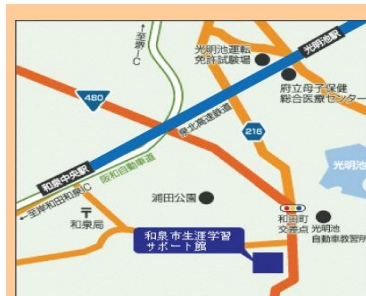 ←至堺IC
光明池運転
免許試験場
光明池駅
府立母子保健
総合医療センター
480
泉北高速鉄道
216
光明池
和泉中央駅
阪和自動車道
←至岸和田和泉IC
〒
和泉局
浦田公園
和田町
交差点
光明池
自動車教習所
和泉市生涯学習
サポート館